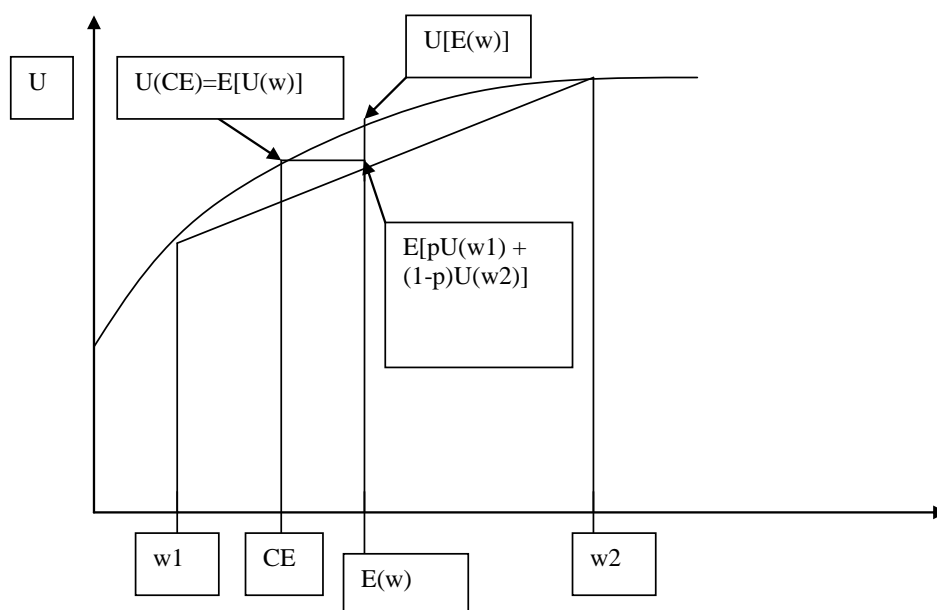 U[E(w)]
U
U(CE)=E[U(w)]
E[pU(w1) +
(1-p)U(w2)]
w1
CE
E(w)
w2